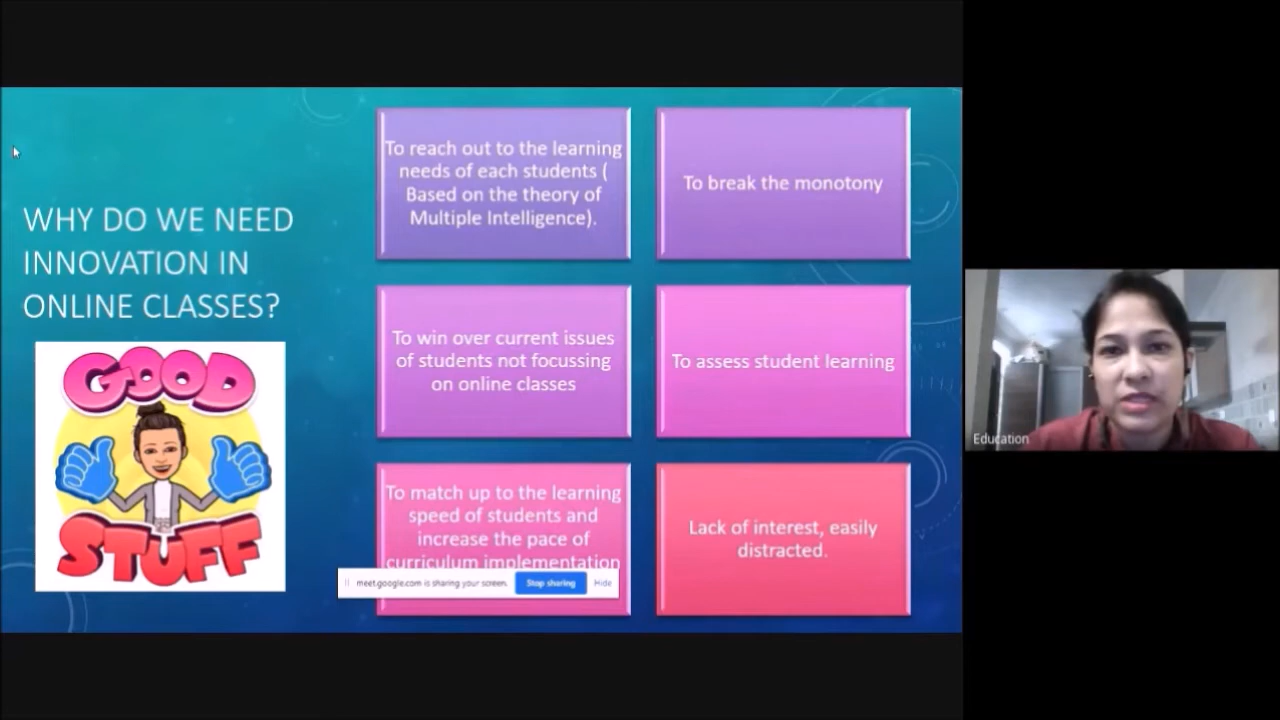 WHY DO WE NEED
INNOVATION IN
ONLINE CLASSES?
GOOD
STUFF
To reach out to the learning
needs of each students (
Based on the theory of
Multiple Intelligence).
To break the monotony
To win over current issues
of students not focussing
on online classes
To assess student learning
To match up to the learning
speed of students and
increase the pace of
curriculum implementation
Lack of interest, easily
distracted.
meet.google.com is sharing your screen.
Stop sharing
Hide
Education